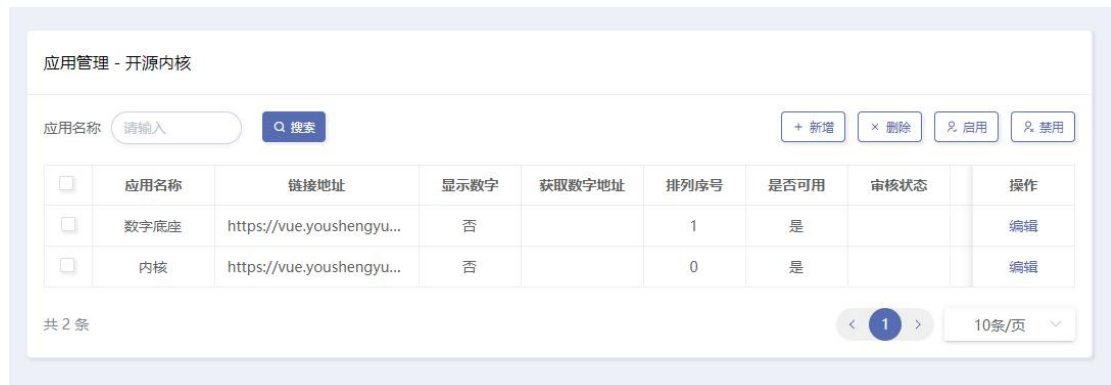 应用管理 - 开源内核
应用名称 请输入 搜索 + 新增 × 删除 启用 禁用
应用名称 链接地址 显示数字 获取数字地址 排列序号 是否可用 审核状态 操作
数字底座 https://vue.youshengyu... 否 1 是 编辑
内核 https://vue.youshengyu... 否 0 是 编辑
共 2 条 < 1 > 10条/页